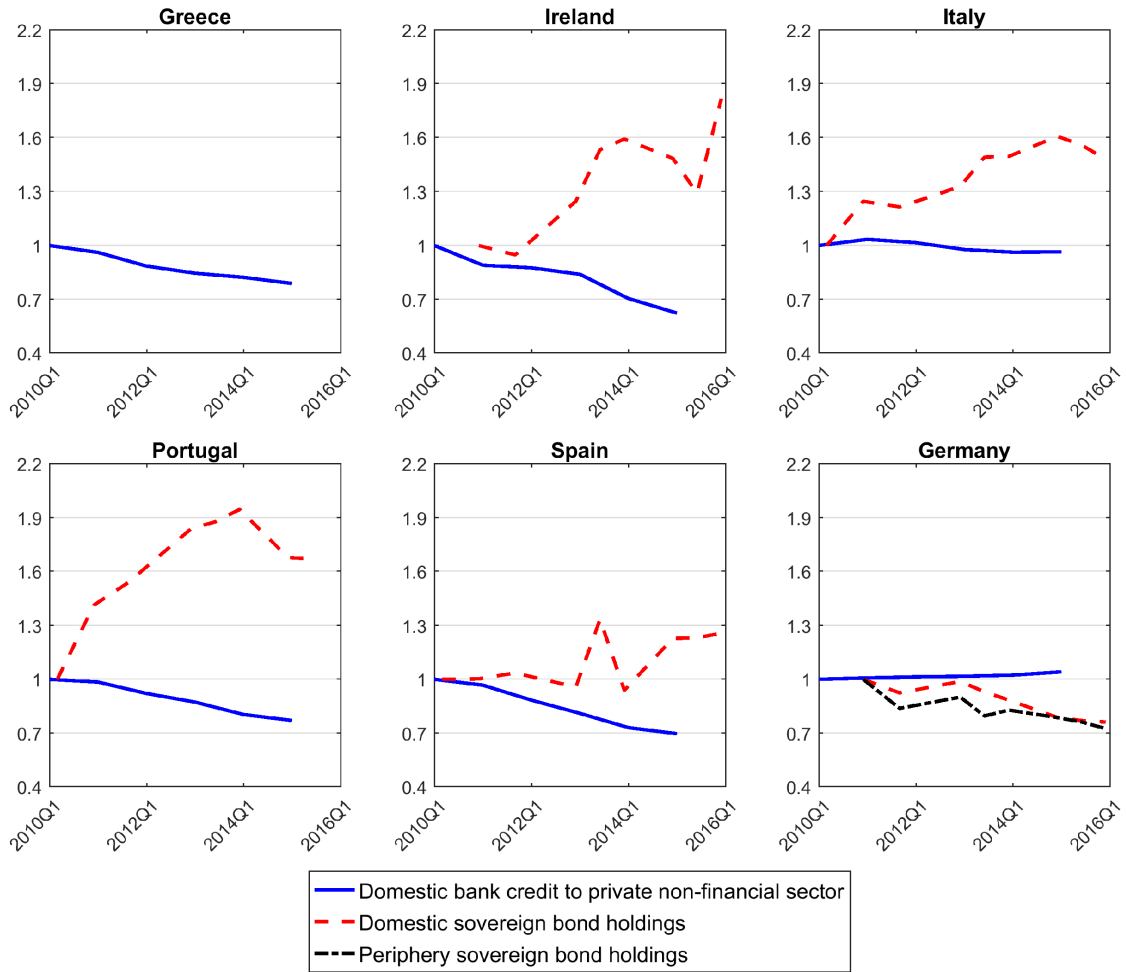 Greece
Ireland
Italy
2.2
1.9
1.6
1.3
1
0.7
0.4
2010Q1
2012Q1
2014Q1
2016Q1
2.2
1.9
1.6
1.3
1
0.7
0.4
2010Q1
2012Q1
2014Q1
2016Q1
2.2
1.9
1.6
1.3
1
0.7
0.4
2010Q1
2012Q1
2014Q1
2016Q1
Portugal
Spain
Germany
2.2
1.9
1.6
1.3
1
0.7
0.4
2010Q1
2012Q1
2014Q1
2016Q1
2.2
1.9
1.6
1.3
1
0.7
0.4
2010Q1
2012Q1
2014Q1
2016Q1
2.2
1.9
1.6
1.3
1
0.7
0.4
2010Q1
2012Q1
2014Q1
2016Q1
Domestic bank credit to private non-financial sector
Domestic sovereign bond holdings
Periphery sovereign bond holdings